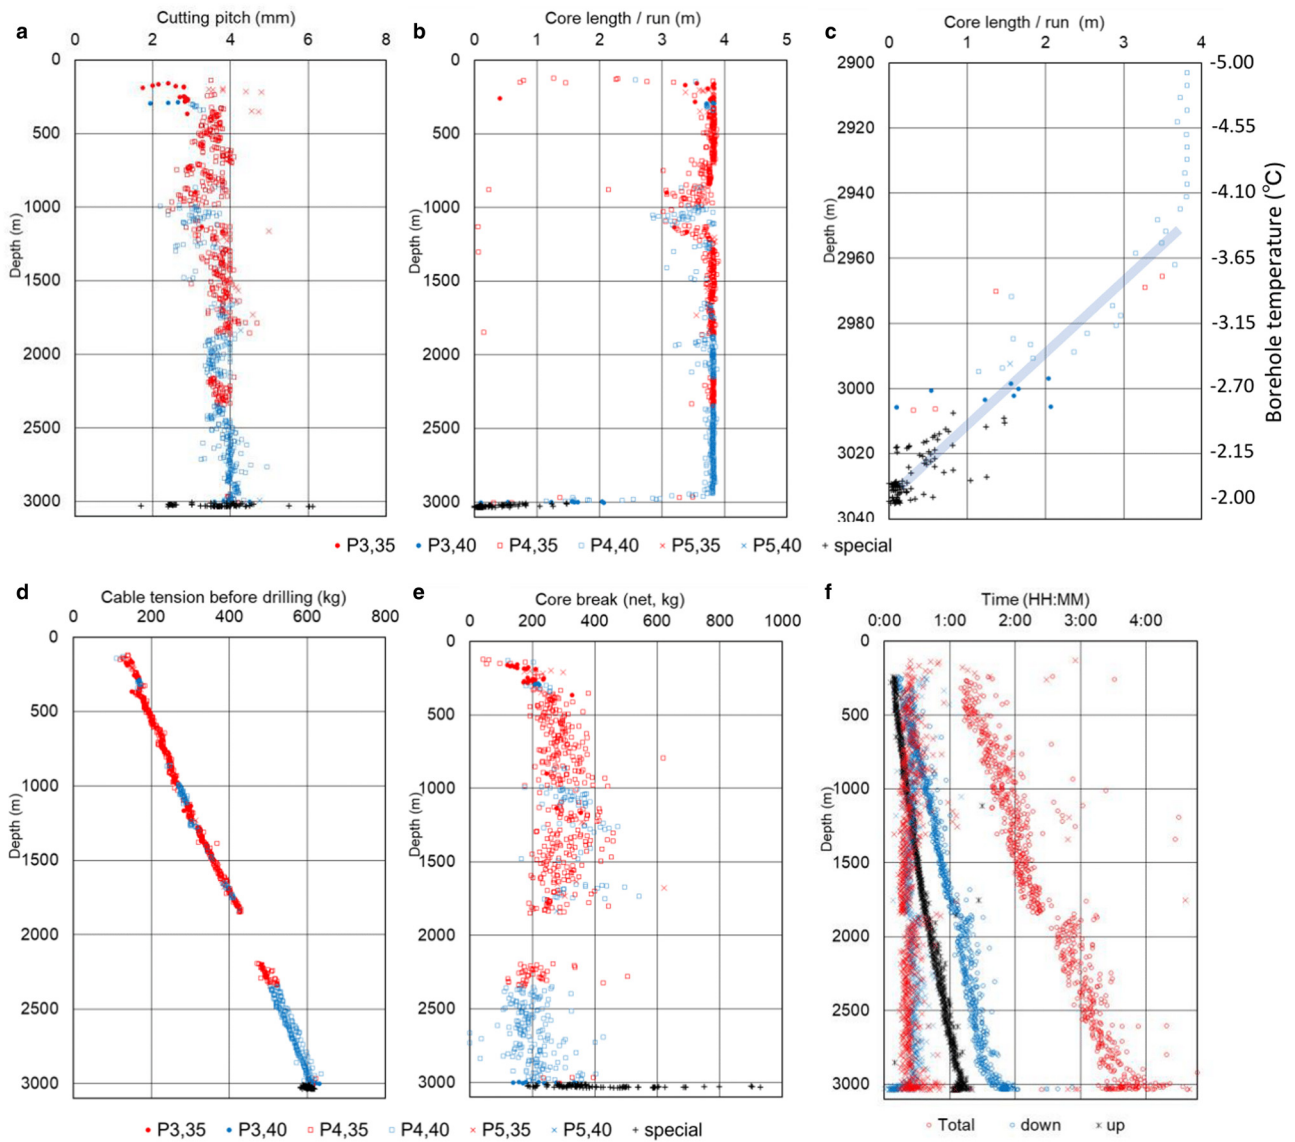 a
Cutting pitch (mm)
0 2 4 6 8
0
500
1000
1500
2000
2500
3000
Depth (m)
b
Core length / run (m)
0 1 2 3 4 5
0
500
1000
1500
2000
2500
3000
Depth (m)
c
Core length / run (m)
0 1 2 3 4
2900
2920
2940
2960
2980
3000
3020
3040
Depth (m)
-5.00
-4.55
-4.10
-3.65
-3.15
-2.70
-2.15
-2.00
Borehole temperature (℃)
P3,35 P3,40 P4,35 P4,40 P5,35 P5,40 special
d
Cable tension before drilling (kg)
0 200 400 600 800
0
500
1000
1500
2000
2500
3000
Depth (m)
e
Core break (net, kg)
0 200 400 600 800 1000
0
500
1000
1500
2000
2500
3000
Depth (m)
f
Time (HH:MM)
0:00 1:00 2:00 3:00 4:00
0
500
1000
1500
2000
2500
3000
Depth (m)
P3,35 P3,40 P4,35 P4,40 P5,35 P5,40 special
Total down up